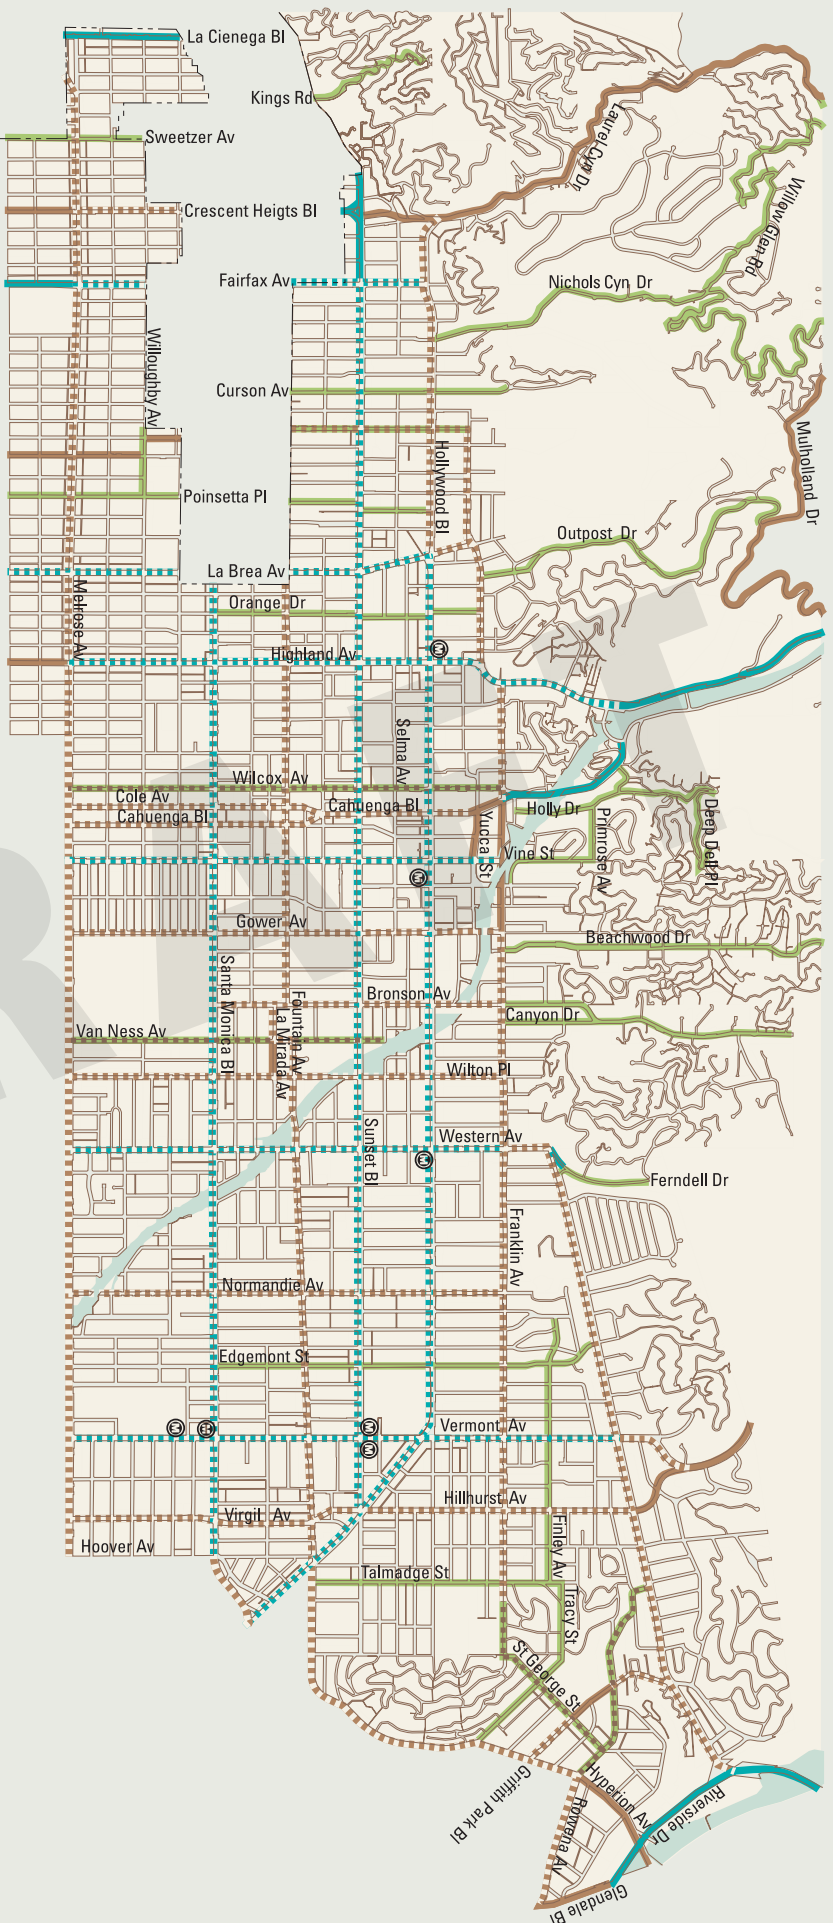 La Cienega Bl
Kings Rd
Laurel Cyn Dr
Sweetzer Av
Willow Glen Rd
Crescent Heigts Bl
Fairfax Av
Nichols Cyn Dr
Willoughby Av
Curson Av
Mulholland Dr
Hollywood Bl
Poinsetta Pl
Outpost Dr
La Brea Av
Melrose Av
Orange Dr
Highland Av
Selma Av
Wilcox Av
Cole Av
Cahuenga Bl
Cahuenga Bl
Holly Dr
Primrose Av
Deep Dell Pl
Yucca St
Vine St
Gower Av
Beachwood Dr
Santa Monica Bl
Fountain Av
La Mirada Av
Bronson Av
Canyon Dr
Van Ness Av
Wilton Pl
Sunset Bl
Western Av
Ferndell Dr
Franklin Av
Normandie Av
Edgemont St
Vermont Av
Hillhurst Av
Virgil Av
Finley Av
Hoover Av
Talmadge St
Tracy St
St George St
Griffith Park Bl
Hyperion Av
Rowena Av
Riverside Dr
Glendale Bl
DRAFT